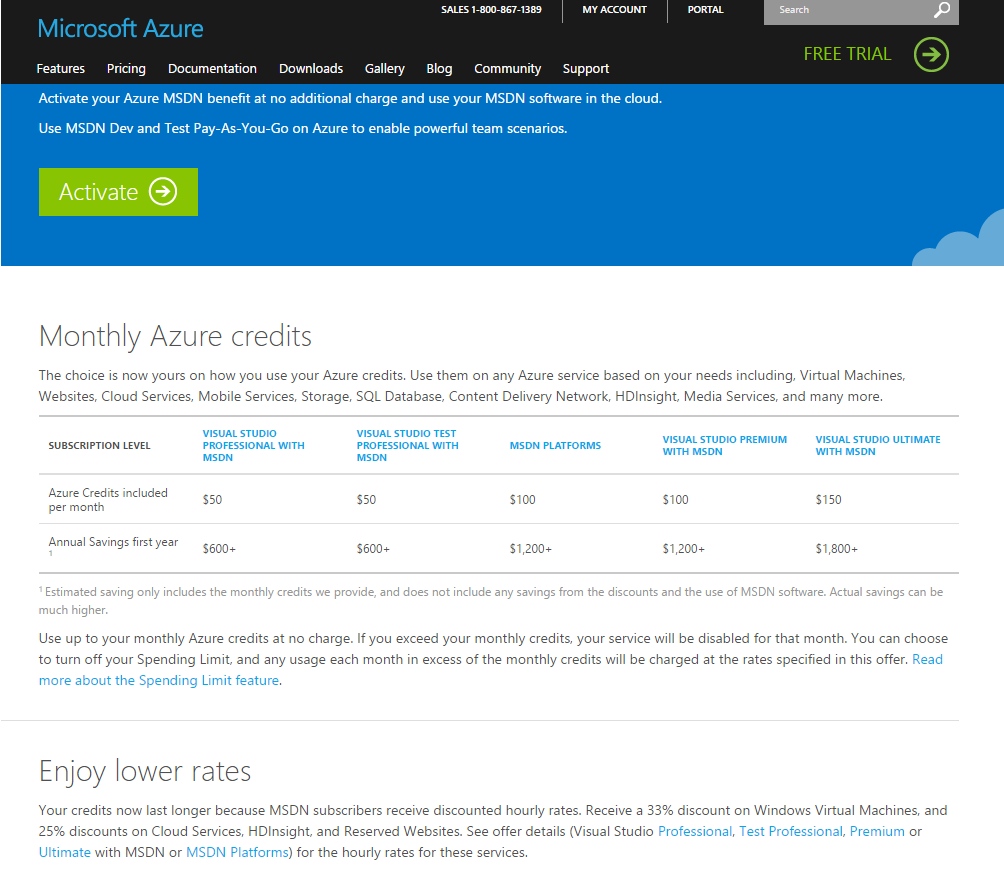 SALES 1-800-867-1389
MY ACCOUNT
PORTAL
Search
Microsoft Azure
FREE TRIAL
Features Pricing Documentation Downloads Gallery Blog Community Support
Activate your Azure MSDN benefit at no additional charge and use your MSDN software in the cloud.
Use MSDN Dev and Test Pay-As-You-Go on Azure to enable powerful team scenarios.
Activate
Monthly Azure credits
The choice is now yours on how you use your Azure credits. Use them on any Azure service based on your needs including, Virtual Machines,
Websites, Cloud Services, Mobile Services, Storage, SQL Database, Content Delivery Network, HDInsight, Media Services, and many more.
SUBSCRIPTION LEVEL
VISUAL STUDIO
PROFESSIONAL WITH
MSDN
VISUAL STUDIO TEST
PROFESSIONAL WITH
MSDN
MSDN PLATFORMS
VISUAL STUDIO PREMIUM
WITH MSDN
VISUAL STUDIO ULTIMATE
WITH MSDN
Azure Credits included
per month
$50 $50 $100 $100 $150
Annual Savings first year
1
$600+ $600+ $1,200+ $1,200+ $1,800+
1 Estimated saving only includes the monthly credits we provide, and does not include any savings from the discounts and the use of MSDN software. Actual savings can be
much higher.
Use up to your monthly Azure credits at no charge. If you exceed your monthly credits, your service will be disabled for that month. You can choose
to turn off your Spending Limit, and any usage each month in excess of the monthly credits will be charged at the rates specified in this offer. Read
more about the Spending Limit feature.
Enjoy lower rates
Your credits now last longer because MSDN subscribers receive discounted hourly rates. Receive a 33% discount on Windows Virtual Machines, and
25% discounts on Cloud Services, HDInsight, and Reserved Websites. See offer details (Visual Studio Professional, Test Professional, Premium or
Ultimate with MSDN or MSDN Platforms) for the hourly rates for these services.